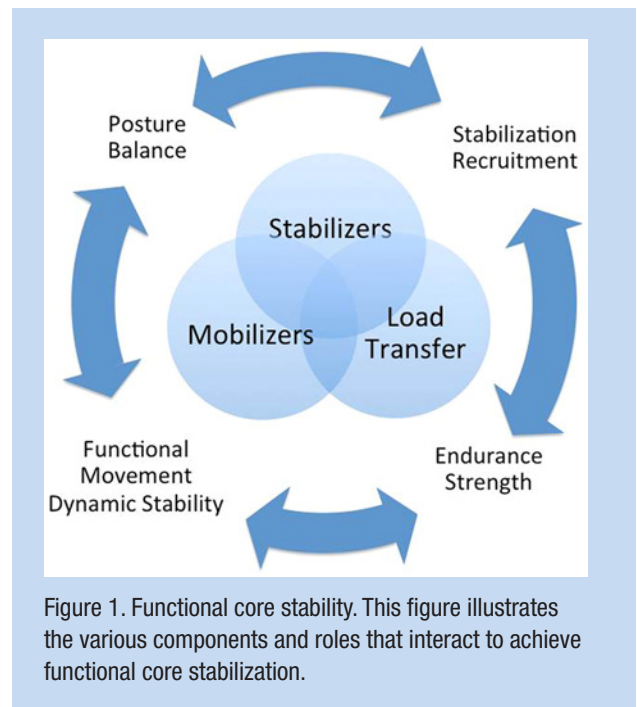 Posture
Balance
Stabilization
Recruitment
Stabilizers
Mobilizers
Load
Transfer
Functional
Movement
Dynamic Stability
Endurance
Strength
Figure 1. Functional core stability. This figure illustrates
the various components and roles that interact to achieve
functional core stabilization.